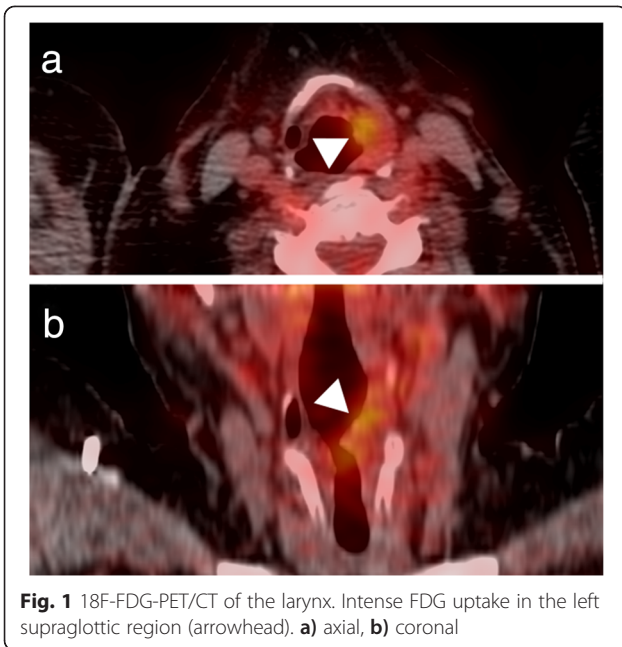 a
b
Fig. 1 18F-FDG-PET/CT of the larynx. Intense FDG uptake in the left
supraglottic region (arrowhead). a) axial, b) coronal